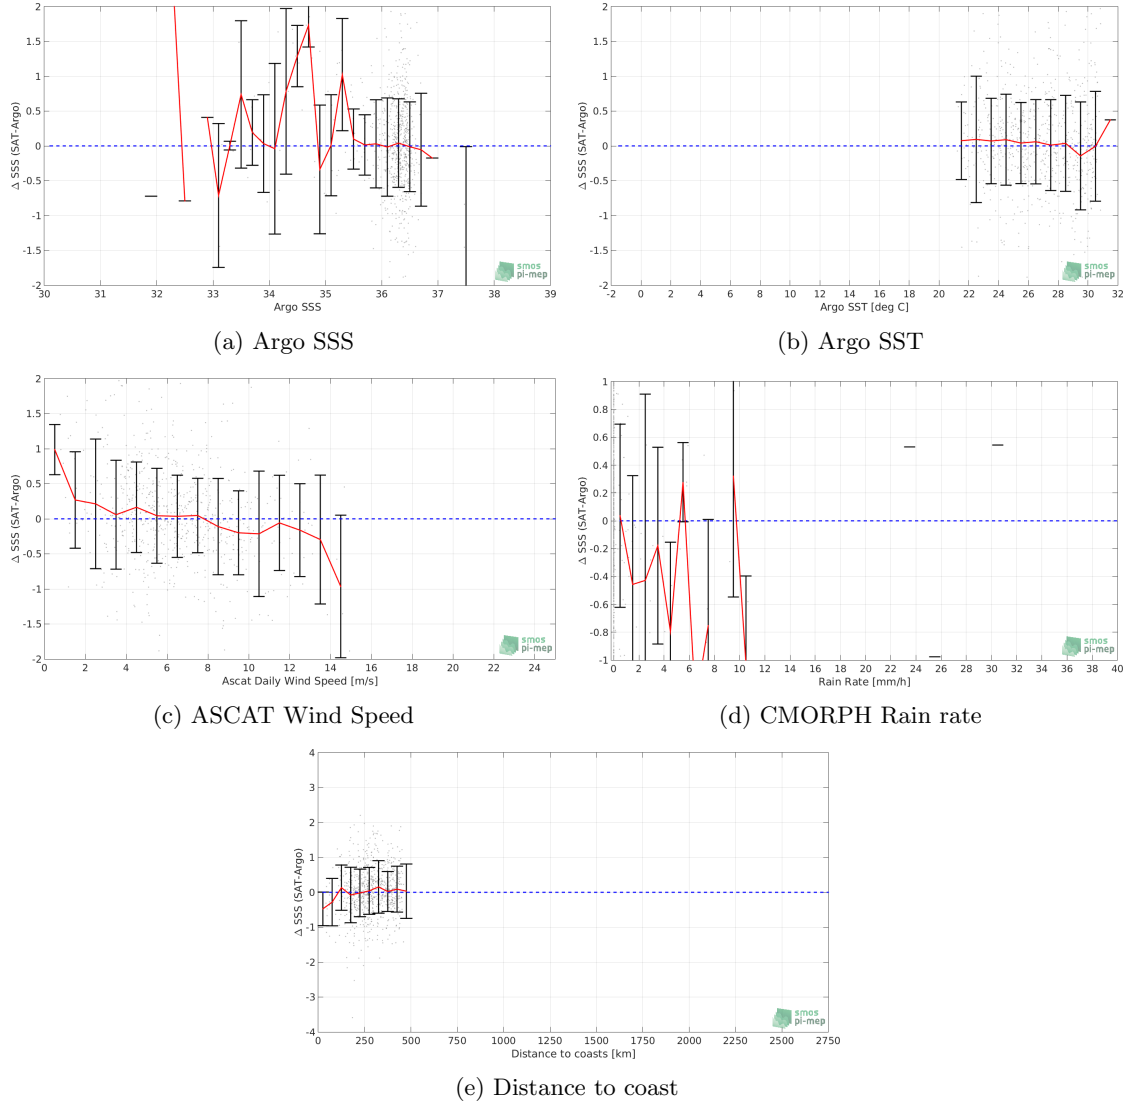 2
1.5
1
0.5
0
-0.5
-1
-1.5
-2
Δ SSS (SAT-Argo)
30 31 32 33 34 35 36 37 38 39
Argo SSS
smos
pi-mep
(a) Argo SSS
2
1.5
1
0.5
0
-0.5
-1
-1.5
-2
Δ SSS (SAT-Argo)
-2 0 2 4 6 8 10 12 14 16 18 20 22 24 26 28 30 32
Argo SST [deg C]
smos
pi-mep
(b) Argo SST
2
1.5
1
0.5
0
-0.5
-1
-1.5
-2
Δ SSS (SAT-Argo)
0 2 4 6 8 10 12 14 16 18 20 22 24
Ascat Daily Wind Speed [m/s]
smos
pi-mep
(c) ASCAT Wind Speed
1
0.8
0.6
0.4
0.2
0
-0.2
-0.4
-0.6
-0.8
-1
Δ SSS (SAT-Argo)
0 2 4 6 8 10 12 14 16 18 20 22 24 26 28 30 32 34 36 38 40
Rain Rate [mm/h]
smos
pi-mep
(d) CMORPH Rain rate
4
3
2
1
0
-1
-2
-3
-4
Δ SSS (SAT-Argo)
0 250 500 750 1000 1250 1500 1750 2000 2250 2500 2750
Distance to coasts [km]
smos
pi-mep
(e) Distance to coast